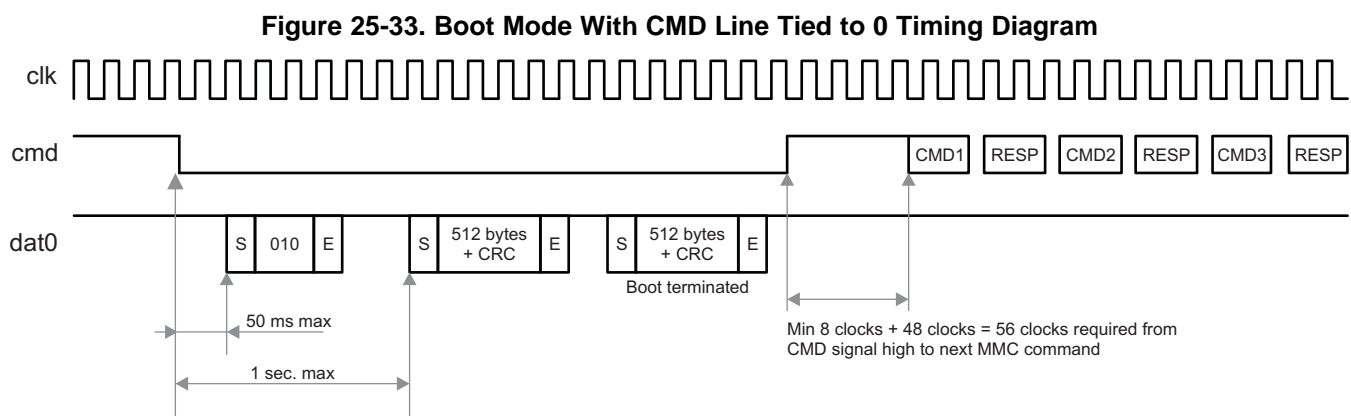 Figure 25-33. Boot Mode With CMD Line Tied to 0 Timing Diagram
clk
cmd
CMD1 RESP CMD2 RESP CMD3 RESP
dat0
S 010 E
S 512 bytes + CRC E
S 512 bytes + CRC E
Boot terminated
50 ms max
Min 8 clocks + 48 clocks = 56 clocks required from
CMD signal high to next MMC command
1 sec. max